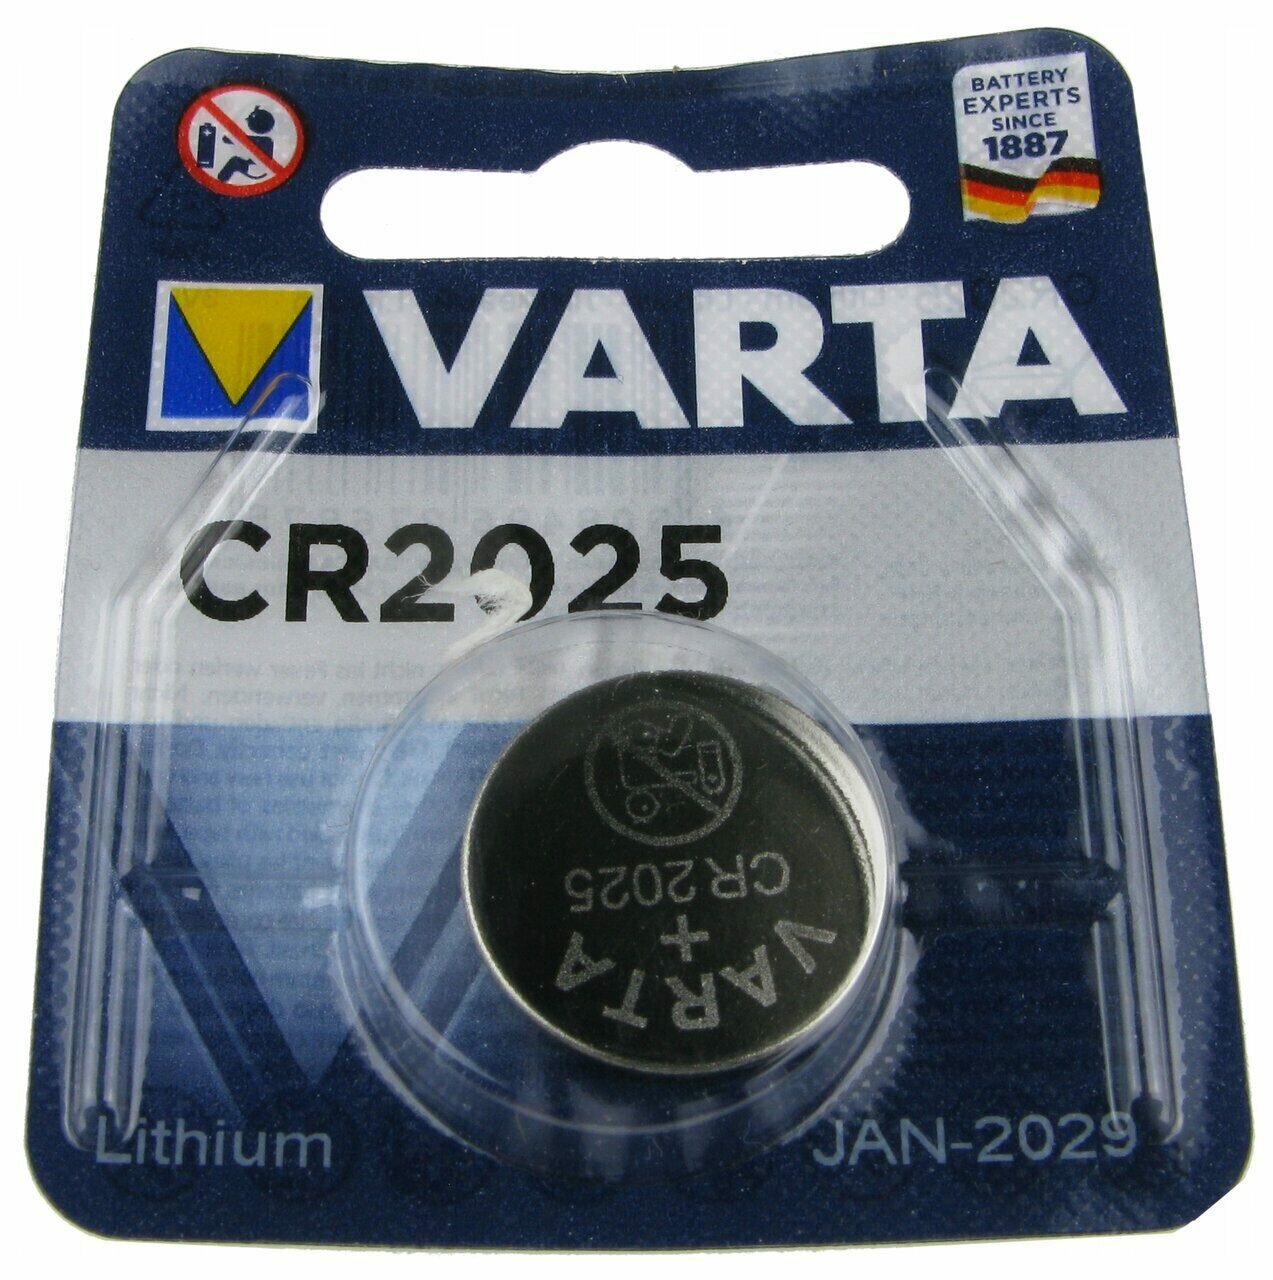 BATTERY
EXPERTS
SINCE
1887
VARTA
CR2025
CR2025
+
VARTA
Lithium
JAN-2029